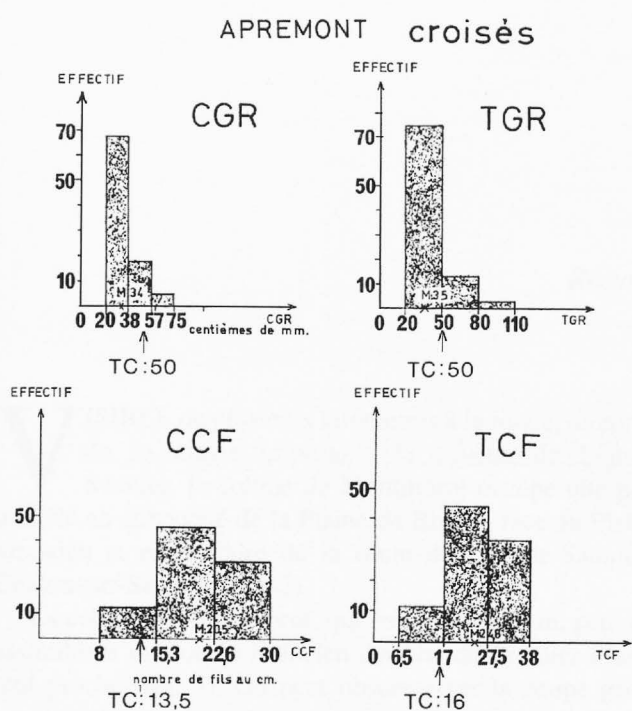 APREMONT croisés
EFFECTIF
CGR
70
50
10
M:34
0 20 38 57 75
CGR
centièmes de mm.
TC:50
EFFECTIF
TGR
70
50
10
M:35
0 20 50 80 110
TGR
TC:50
EFFECTIF
CCF
50
10
8 15,3 22,6 30
CCF
nombre de fils au cm.
TC:13,5
EFFECTIF
TCF
50
10
0 6,5 17 27,5 38
TCF
TC:16